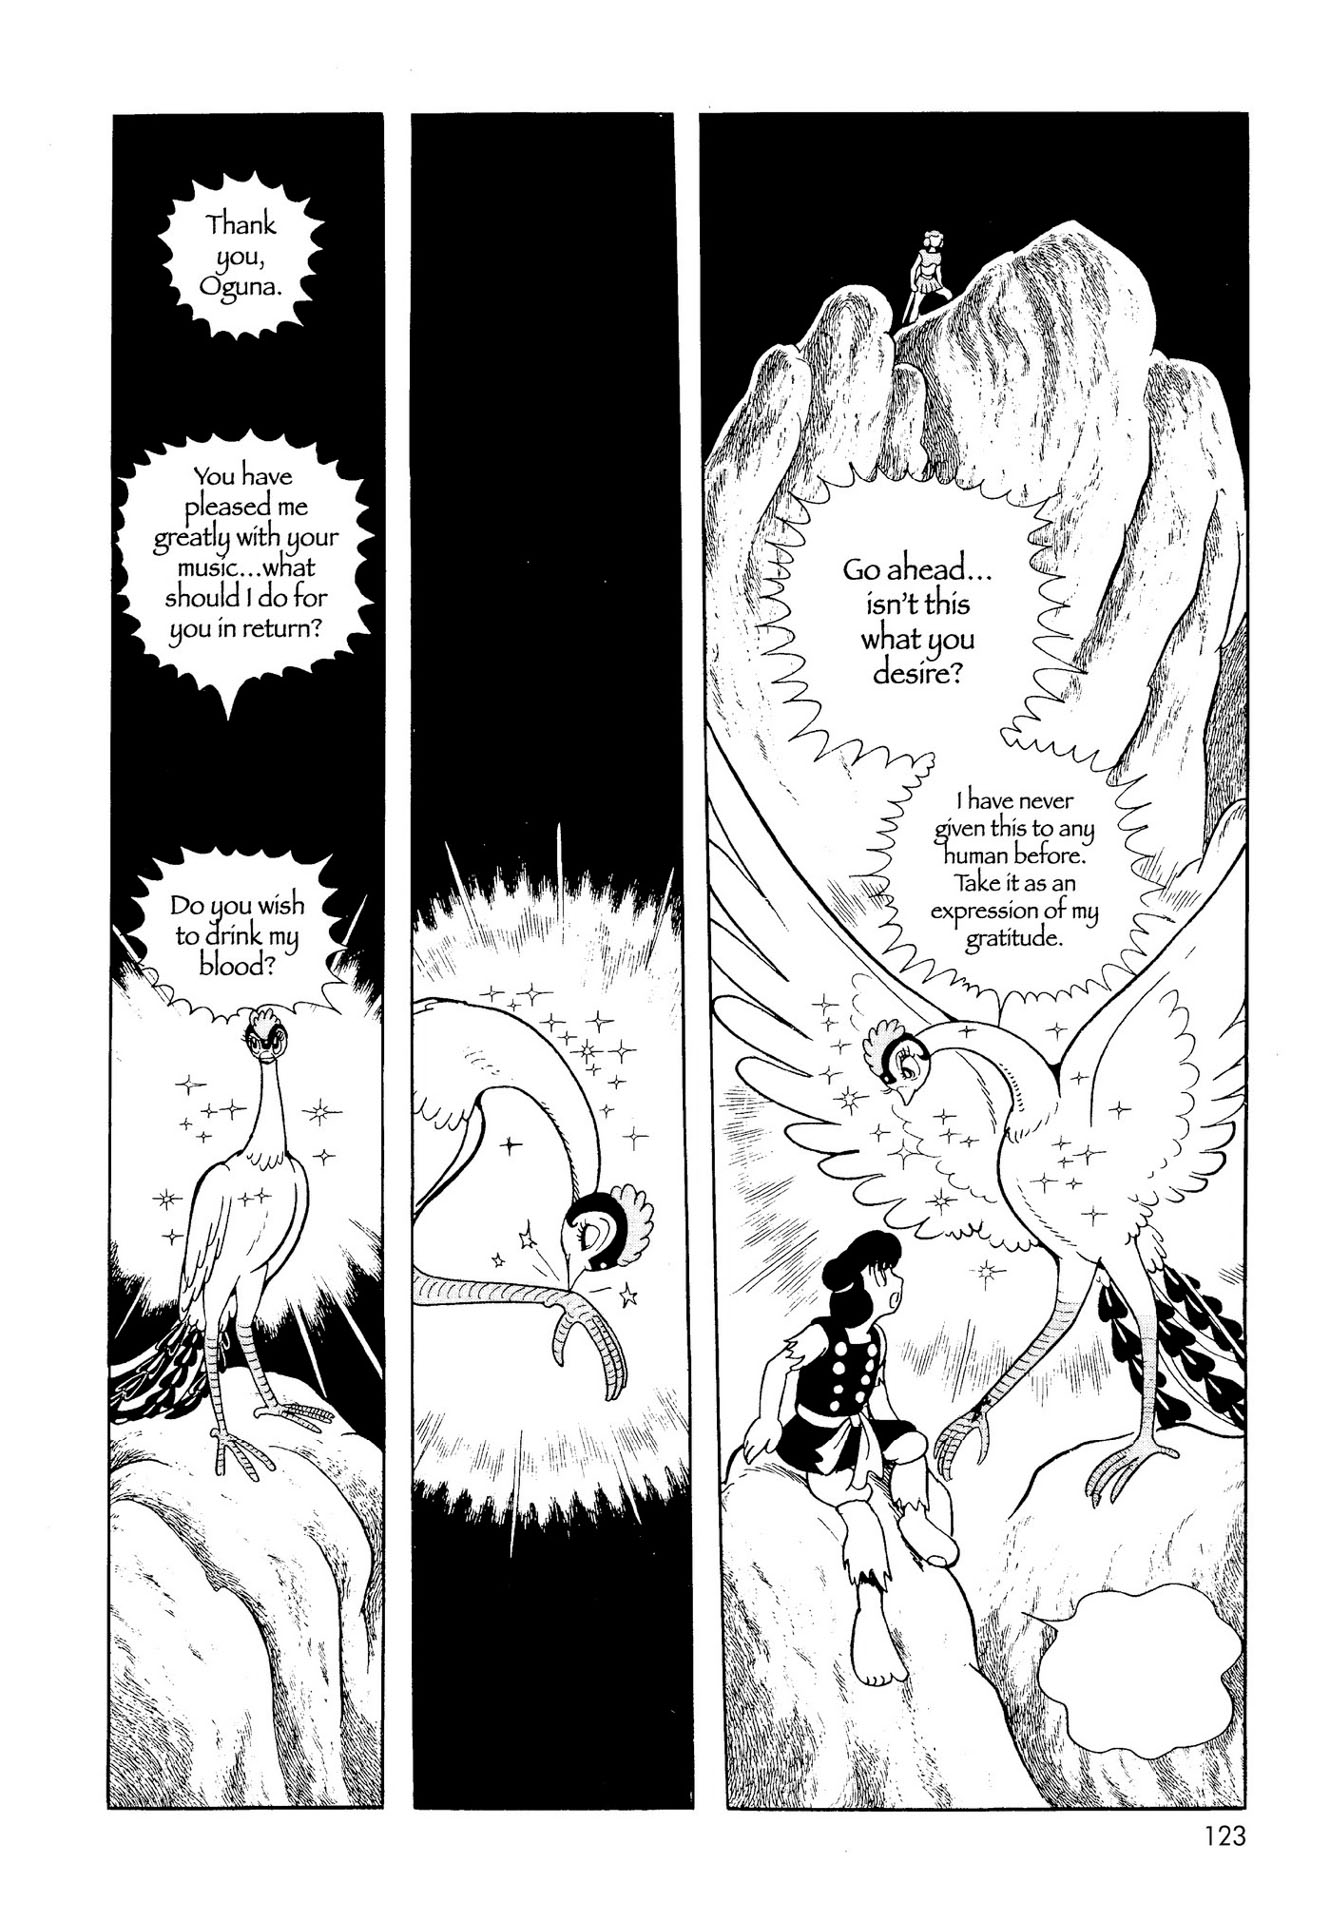 Thank
you,
Oguna.
You have
pleased me
greatly with your
music...what
should I do for
you in return?
Do you wish
to drink my
blood?
Go ahead...
isn't this
what you
desire?
I have never
given this to any
human before.
Take it as an
expression of my
gratitude.
123